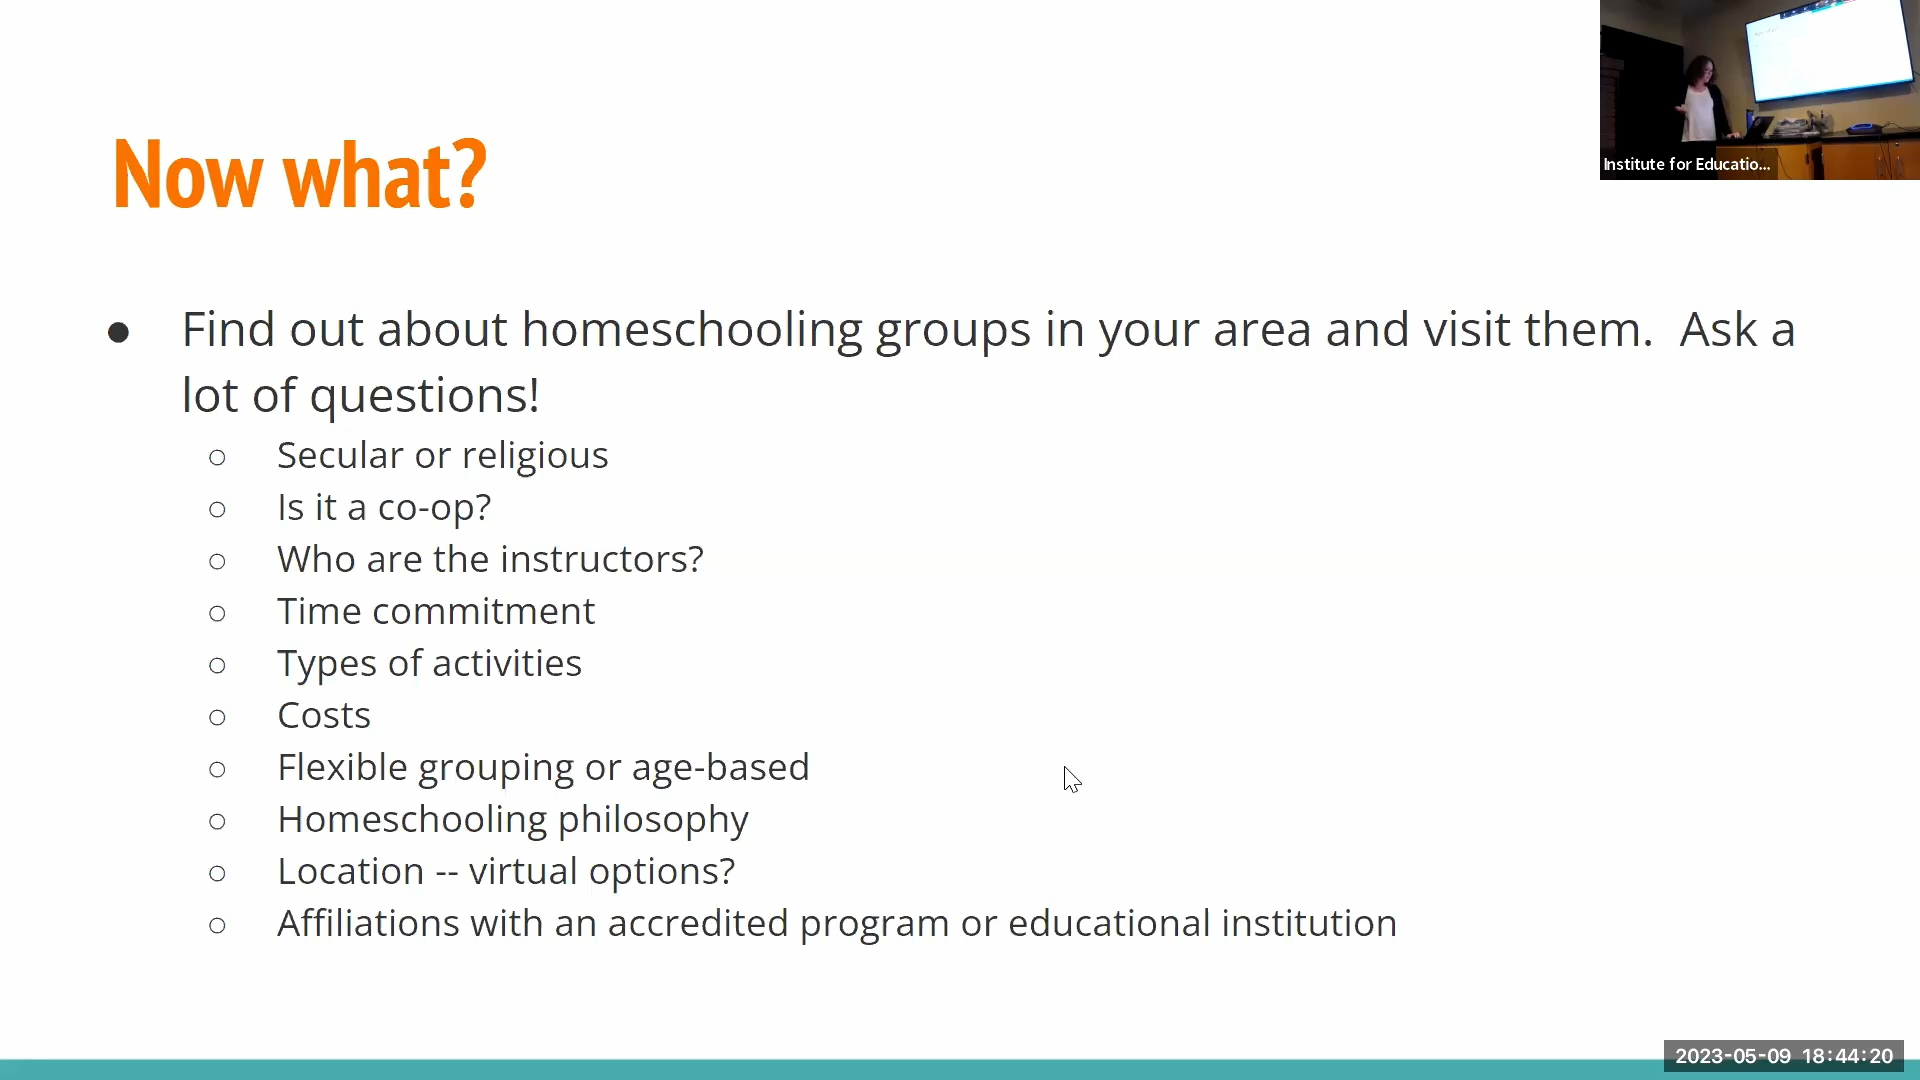 Institute for Educatio...
Now what?
● Find out about homeschooling groups in your area and visit them.  Ask a
lot of questions!
○ Secular or religious
○ Is it a co-op?
○ Who are the instructors?
○ Time commitment
○ Types of activities
○ Costs
○ Flexible grouping or age-based
○ Homeschooling philosophy
○ Location -- virtual options?
○ Affiliations with an accredited program or educational institution
2023-05-09 18:44:20